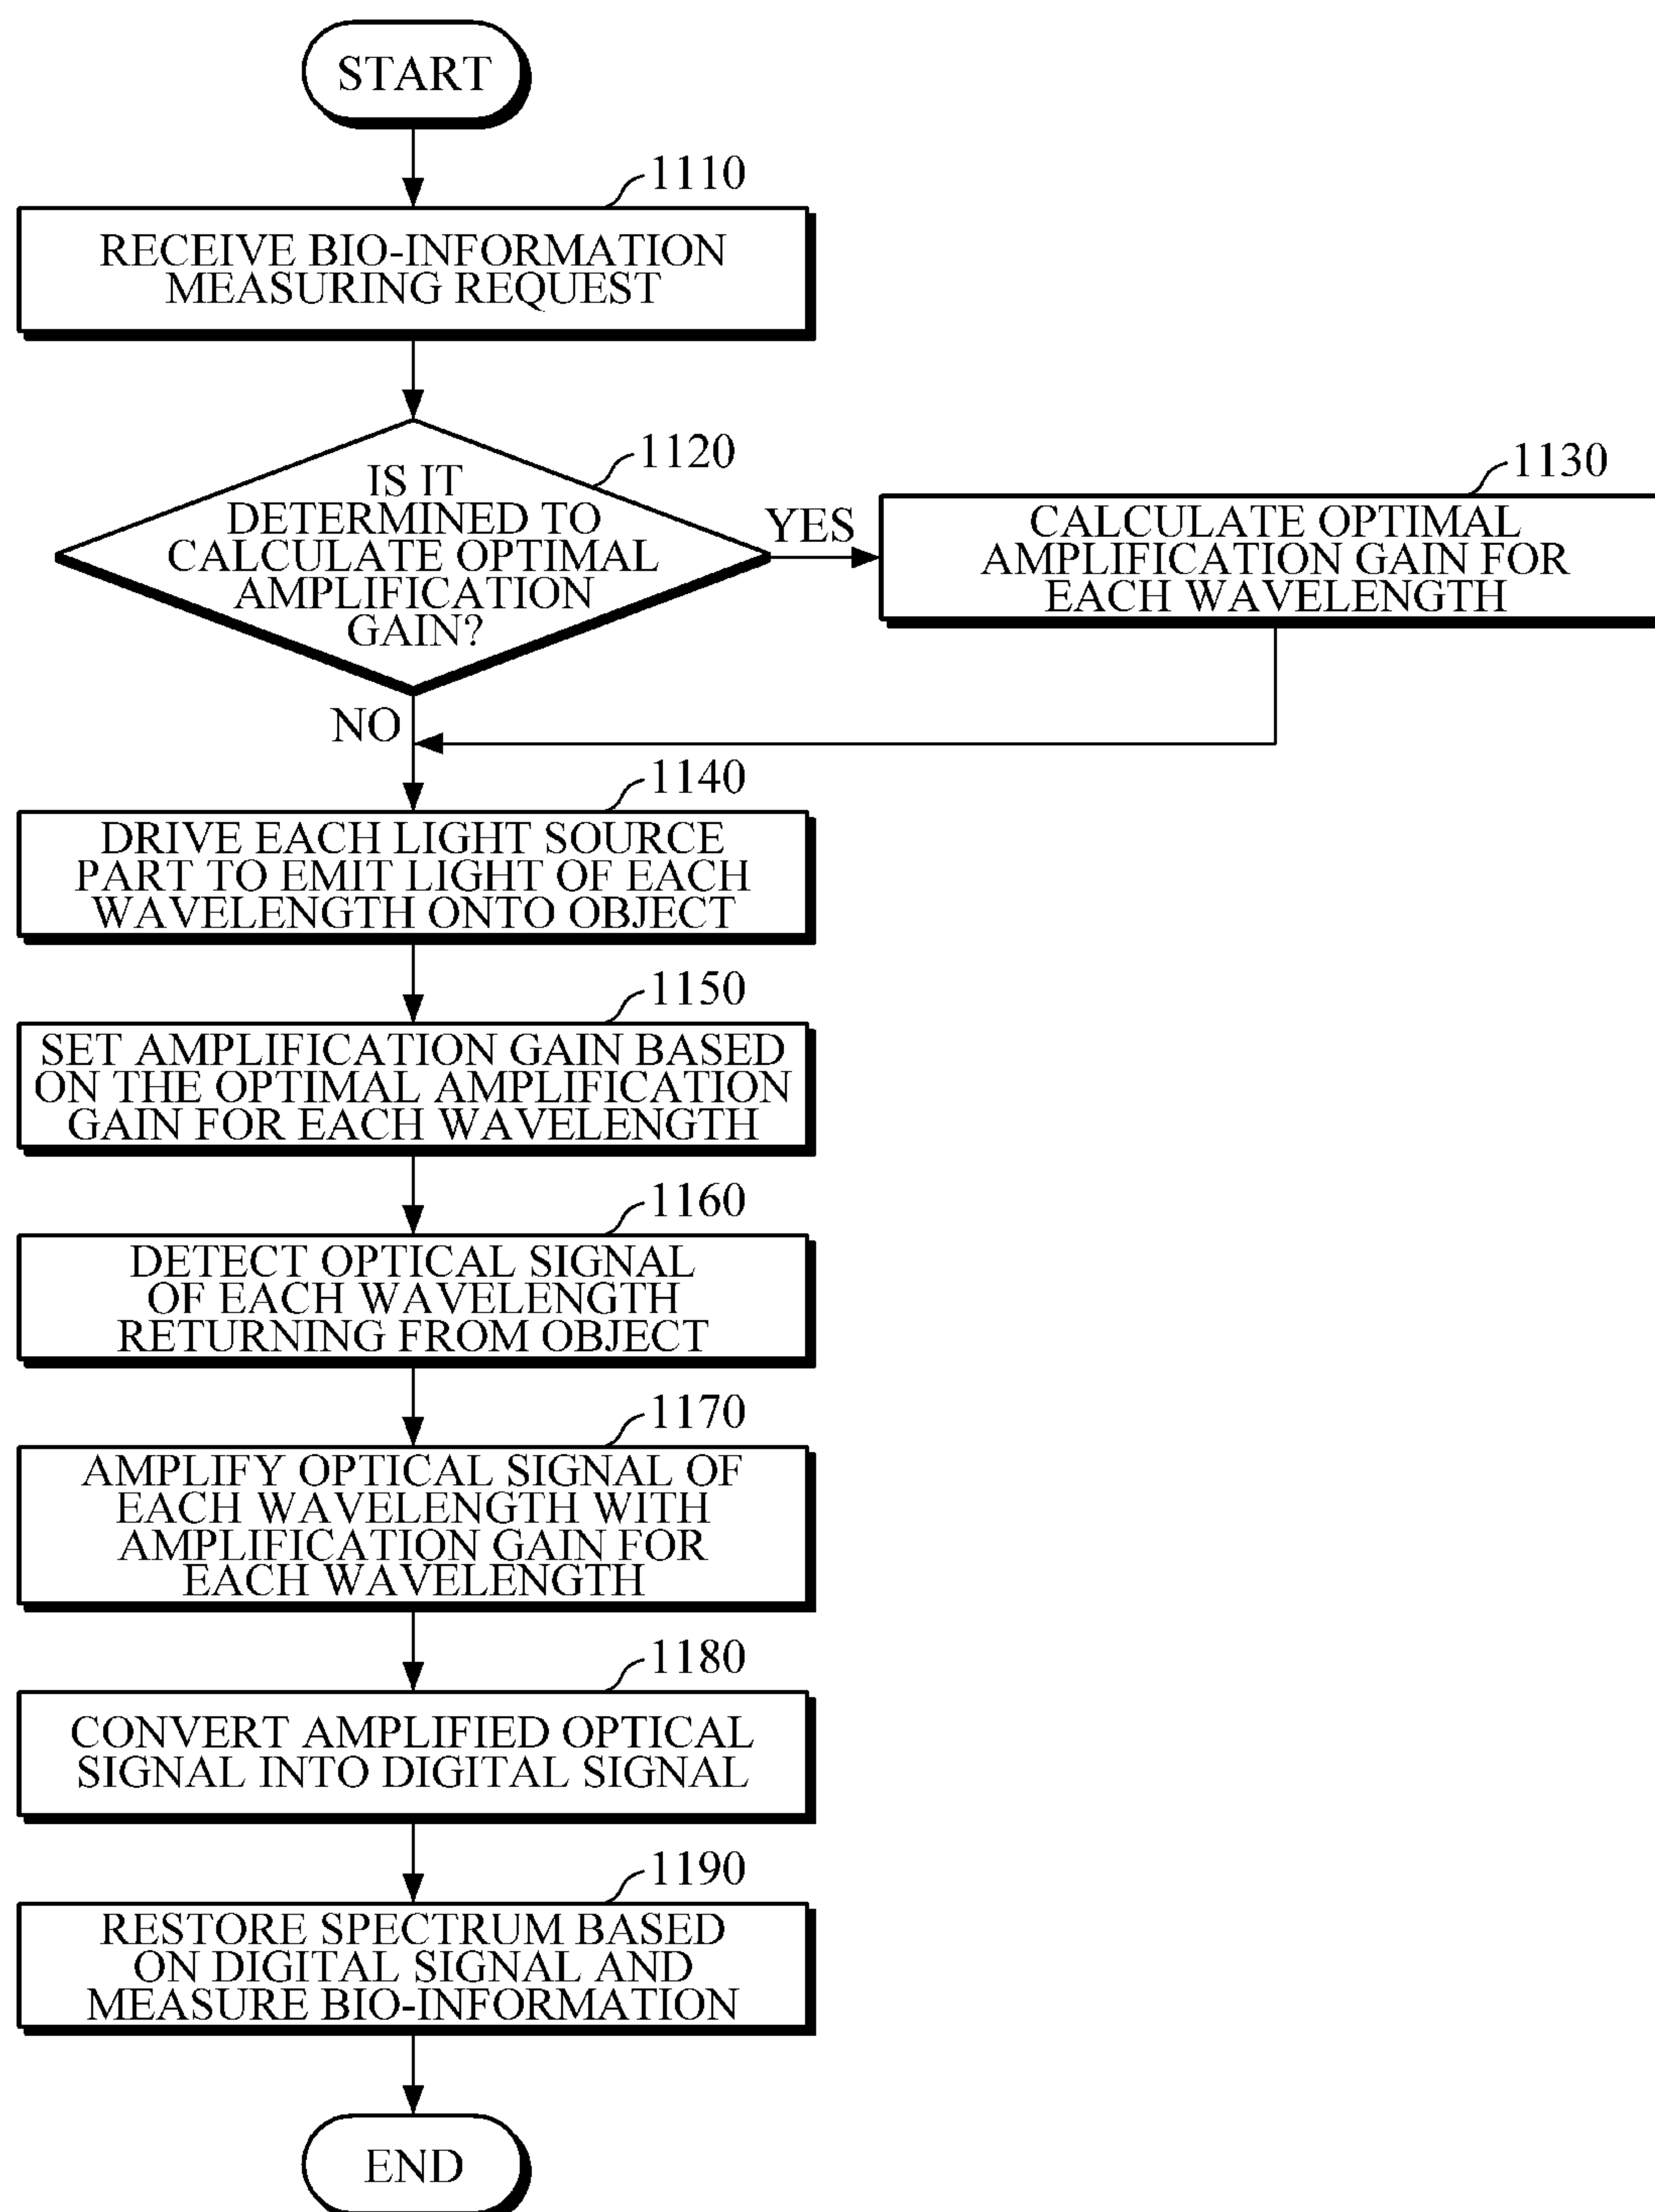 START
1110
RECEIVE BIO-INFORMATION
MEASURING REQUEST
1120
IS IT
DETERMINED TO
CALCULATE OPTIMAL
AMPLIFICATION
GAIN?
YES
1130
CALCULATE OPTIMAL
AMPLIFICATION GAIN FOR
EACH WAVELENGTH
NO
1140
DRIVE EACH LIGHT SOURCE
PART TO EMIT LIGHT OF EACH
WAVELENGTH ONTO OBJECT
1150
SET AMPLIFICATION GAIN BASED
ON THE OPTIMAL AMPLIFICATION
GAIN FOR EACH WAVELENGTH
1160
DETECT OPTICAL SIGNAL
OF EACH WAVELENGTH
RETURNING FROM OBJECT
1170
AMPLIFY OPTICAL SIGNAL OF
EACH WAVELENGTH WITH
AMPLIFICATION GAIN FOR
EACH WAVELENGTH
1180
CONVERT AMPLIFIED OPTICAL
SIGNAL INTO DIGITAL SIGNAL
1190
RESTORE SPECTRUM BASED
ON DIGITAL SIGNAL AND
MEASURE BIO-INFORMATION
END